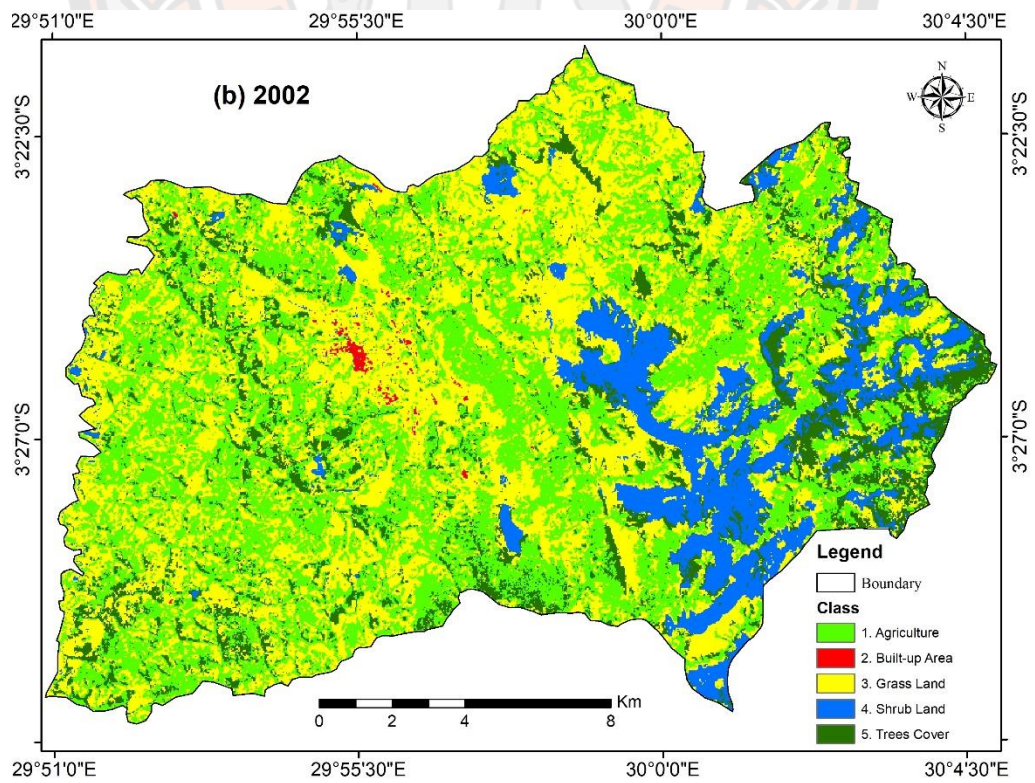 29°51'0"E 29°55'30"E 30°0'0"E 30°4'30"E
(b) 2002
N
W E
S
3°22'30"S 3°22'30"S
3°27'0"S 3°27'0"S
Legend
Boundary
Class
1. Agriculture
2. Built-up Area
3. Grass Land
4. Shrub Land
5. Trees Cover
Km
0 2 4 8
29°51'0"E 29°55'30"E 30°0'0"E 30°4'30"E